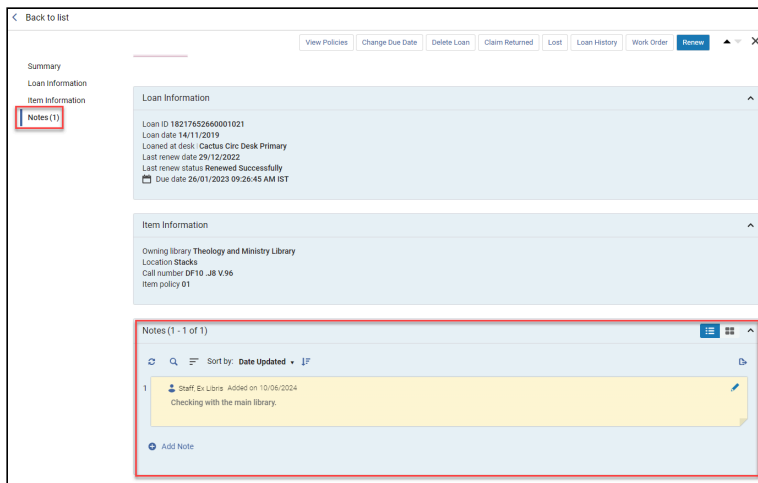 Back to list
View Policies Change Due Date Delete Loan Claim Returned Lost Loan History Work Order Renew
Summary
Loan Information
Item Information
Notes (1)
Loan Information
Loan ID 18217652660001021
Loan date 14/11/2019
Loaned at desk Cactus Circ Desk Primary
Last renew date 29/12/2022
Last renew status Renewed Successfully
Due date 26/01/2023 09:26:45 AM IST
Item Information
Owning library Theology and Ministry Library
Location Stacks
Call number DF10 .J8 V.96
Item policy 01
Notes (1 - 1 of 1)
Sort by: Date Updated
1 Staff, Ex Libris Added on 10/06/2024
Checking with the main library.
Add Note